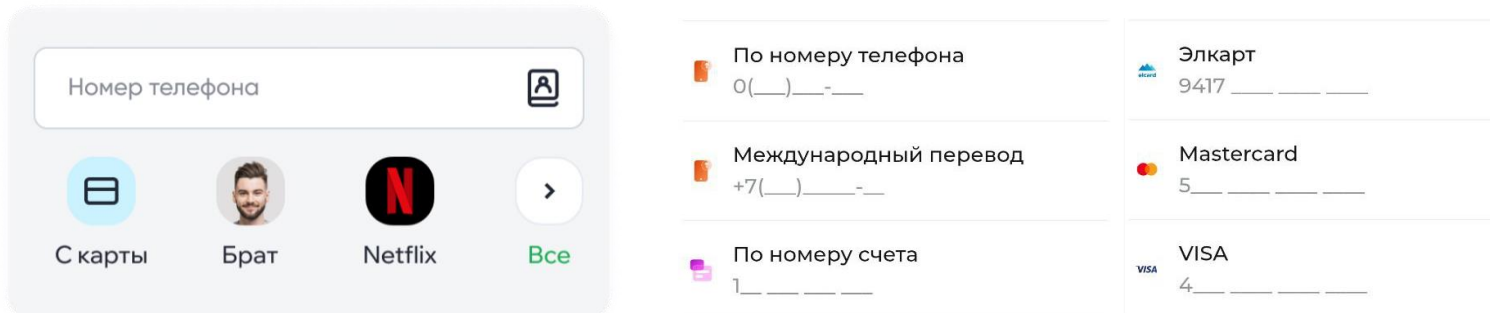 Номер телефона
С карты
Брат
Netflix
Все
По номеру телефона
0(___)___-___
Международный перевод
+7(___)_____-__
По номеру счета
1__ ___ ___ ___
elcard
Элкарт
9417 ____ ____ ____
Mastercard
5___ ____ ____ ____
VISA
VISA
4___ ____ ____ ____